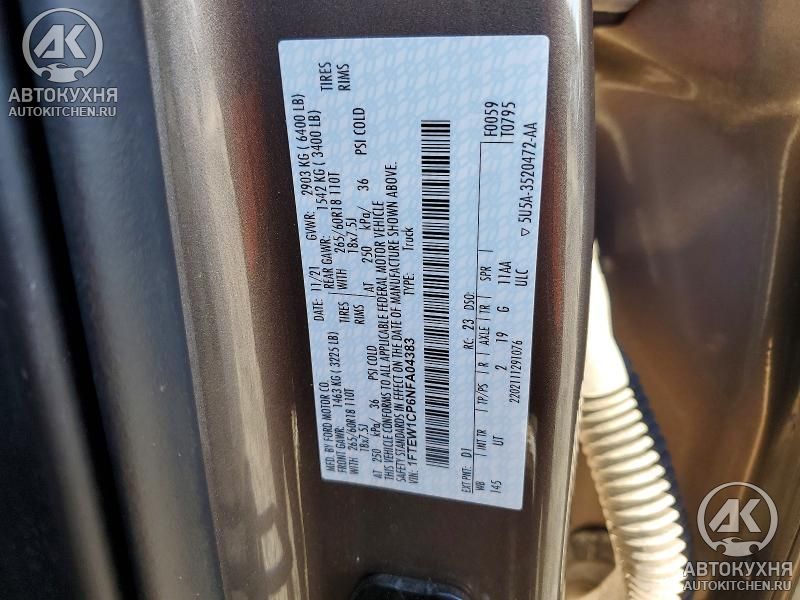 AK
АВТОКУХНЯ
AUTOKITCHEN.RU
MFD. BY FORD MOTOR CO.
DATE: 11/21 GVWR: 2903 KG ( 6400 LB)
FRONT GAWR: 1463 KG ( 3225 LB) REAR GAWR: 1542 KG ( 3400 LB)
WITH 265/60R18 110T WITH 265/60R18 110T TIRES
18x7.5J RIMS 18x7.5J RIMS
AT 250 kPa/ 36 PSI COLD AT 250 kPa/ 36 PSI COLD
THIS VEHICLE CONFORMS TO ALL APPLICABLE FEDERAL MOTOR VEHICLE
SAFETY STANDARDS IN EFFECT ON THE DATE OF MANUFACTURE SHOWN ABOVE.
VIN: 1FTEW1CP6NFA04383 TYPE: Truck
F0059
T0795
EXT PNT: D1 RC: 23 DSO:
WB INT TR TP/PS R AXLE TR SPR
145 UT 2 19 G 11AA
ULC
2202111291076 ▽ 5U5A-3520472-AA
AK
АВТОКУХНЯ
AUTOKITCHEN.RU